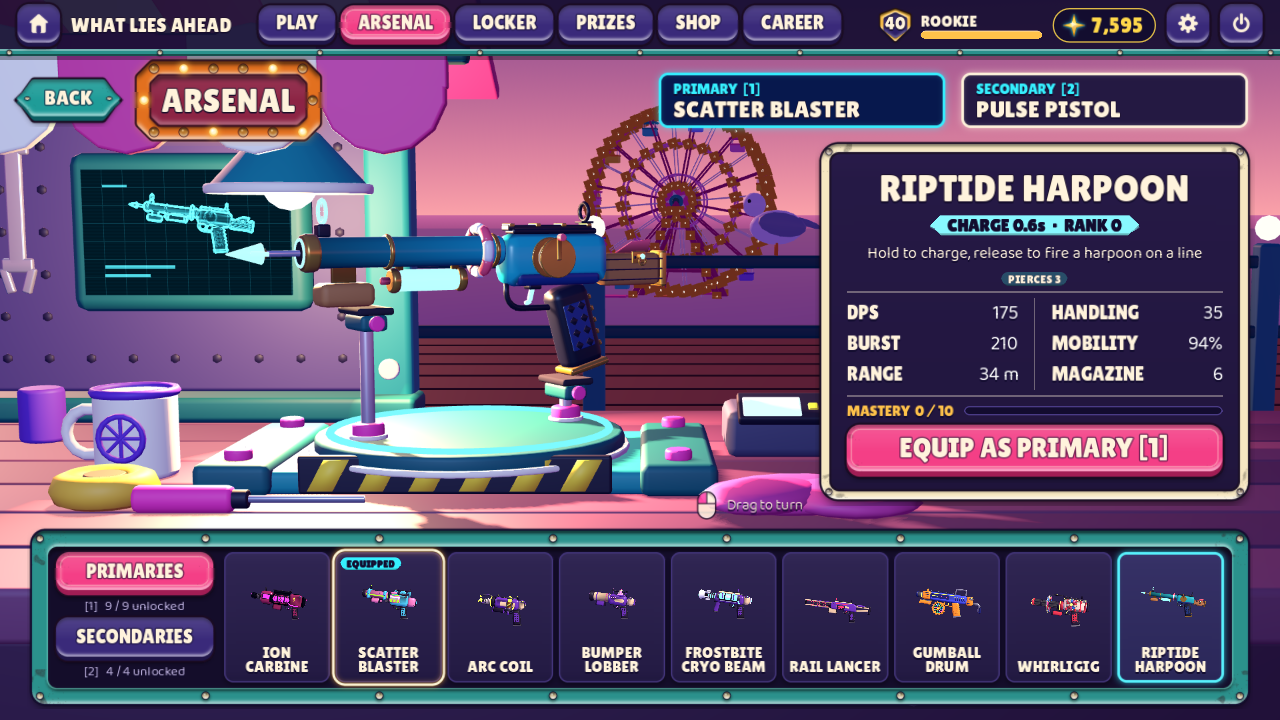 WHAT LIES AHEAD
PLAY
ARSENAL
LOCKER
PRIZES
SHOP
CAREER
40
ROOKIE
7,595
BACK
ARSENAL
PRIMARY [1]
SCATTER BLASTER
SECONDARY [2]
PULSE PISTOL
RIPTIDE HARPOON
CHARGE 0.6s · RANK 0
Hold to charge, release to fire a harpoon on a line
PIERCES 3
DPS 175
HANDLING 35
BURST 210
MOBILITY 94%
RANGE 34 m
MAGAZINE 6
MASTERY 0 / 10
EQUIP AS PRIMARY [1]
Drag to turn
PRIMARIES
[1] 9 / 9 unlocked
SECONDARIES
[2] 4 / 4 unlocked
ION
CARBINE
EQUIPPED
SCATTER
BLASTER
ARC COIL
BUMPER
LOBBER
FROSTBITE
CRYO BEAM
RAIL LANCER
GUMBALL
DRUM
WHIRLIGIG
RIPTIDE
HARPOON